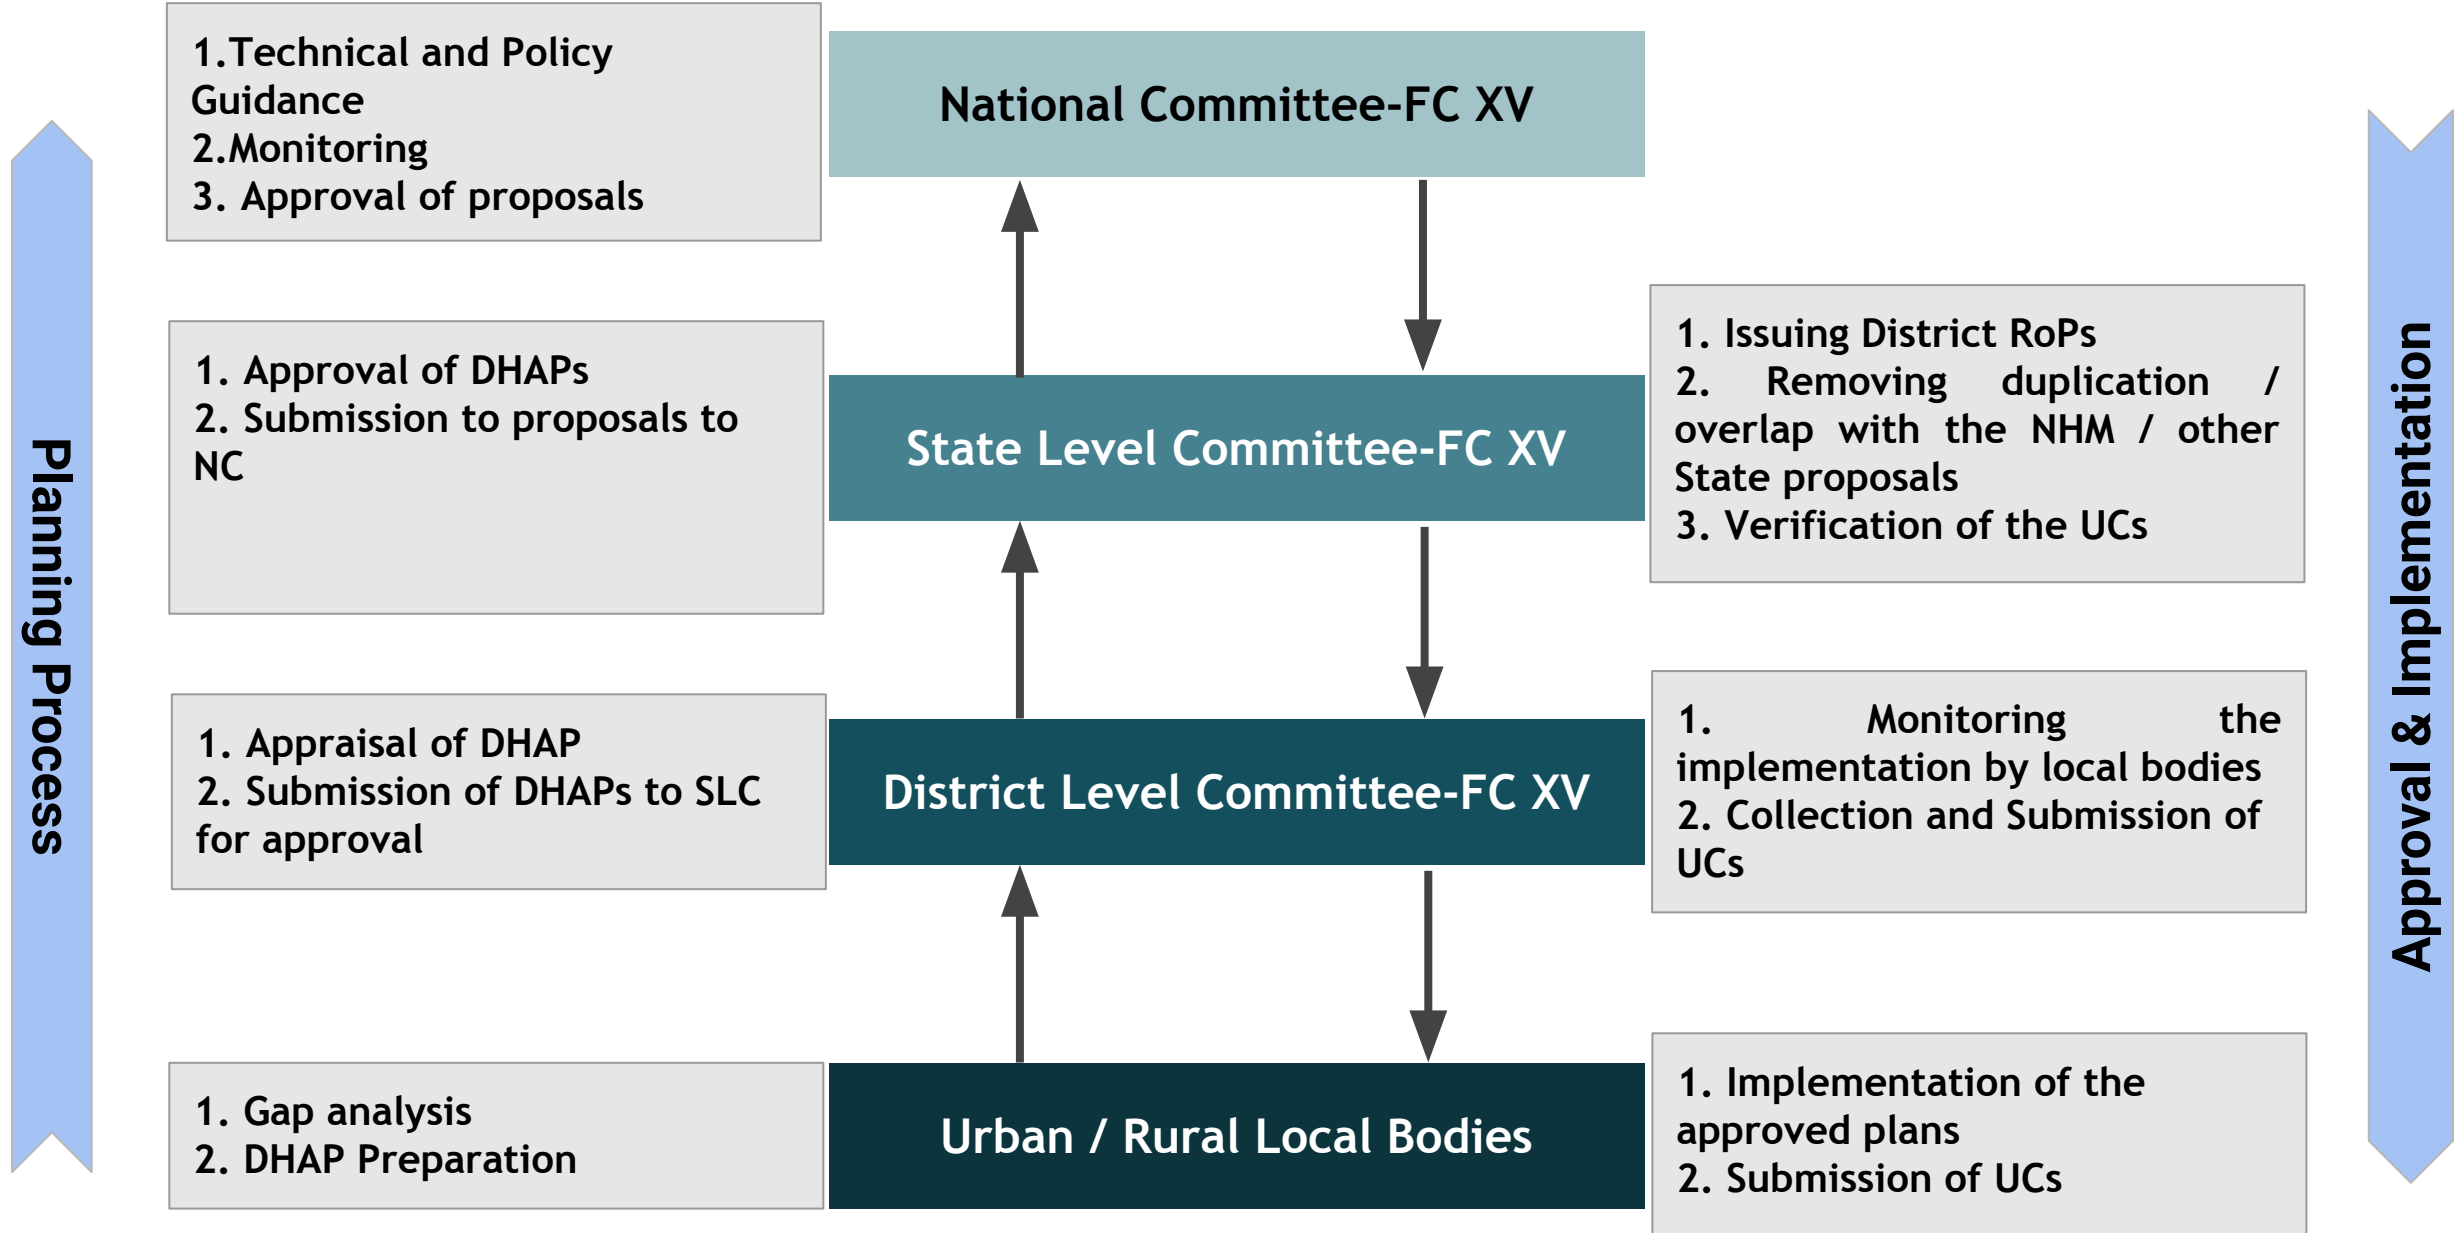 1.Technical and Policy
Guidance
2.Monitoring
3. Approval of proposals
National Committee-FC XV
Planning Process
1. Approval of DHAPs
2. Submission to proposals to
NC
State Level Committee-FC XV
1. Issuing District RoPs
2. Removing duplication /
overlap with the NHM / other
State proposals
3. Verification of the UCs
Approval & Implementation
1. Appraisal of DHAP
2. Submission of DHAPs to SLC
for approval
District Level Committee-FC XV
1. Monitoring the
implementation by local bodies
2. Collection and Submission of
UCs
1. Gap analysis
2. DHAP Preparation
Urban / Rural Local Bodies
1. Implementation of the
approved plans
2. Submission of UCs